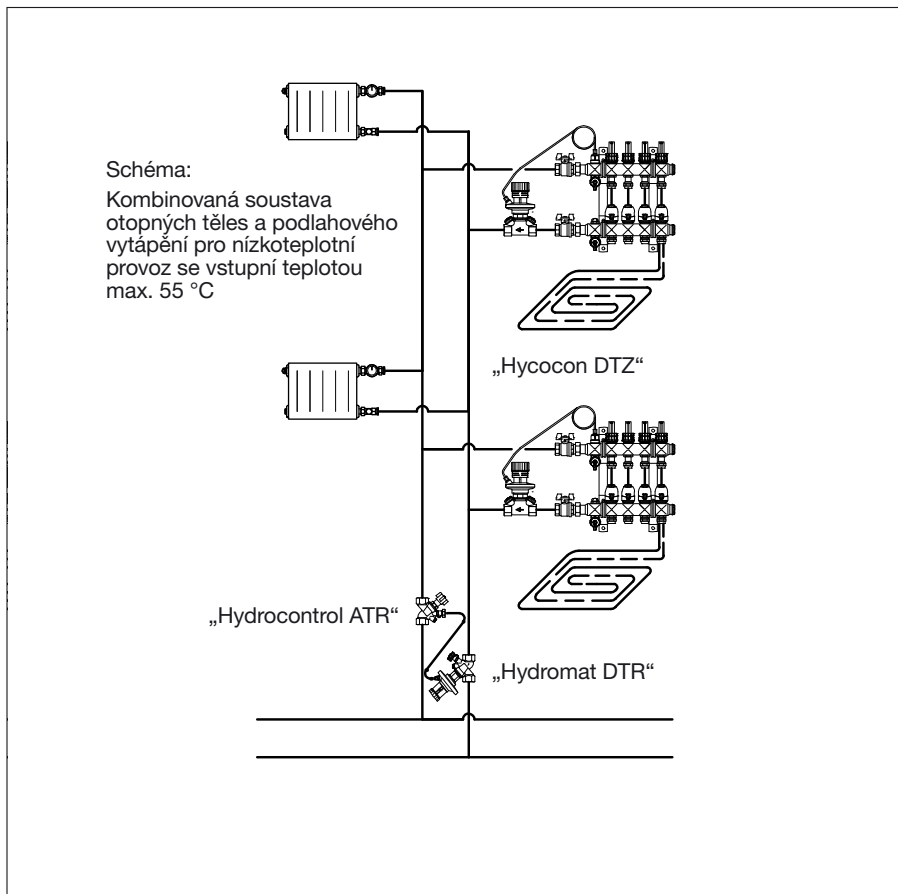 Schéma:
Kombinovaná soustava
otopných těles a podlahového
vytápění pro nízkoteplotní
provoz se vstupní teplotou
max. 55 °C
„Hycocon DTZ“
„Hydrocontrol ATR“
„Hydromat DTR“